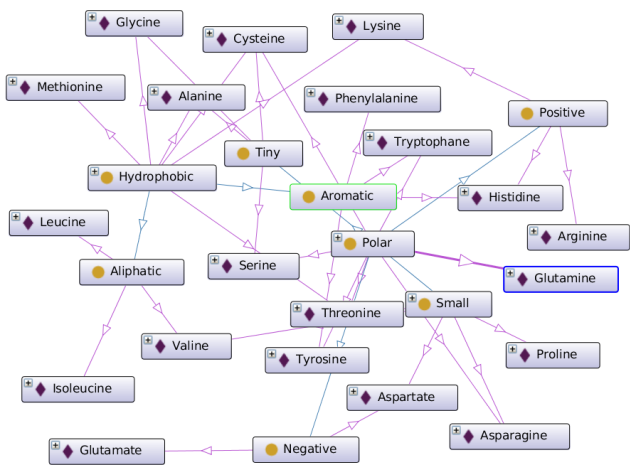 Glycine
Cysteine
Lysine
Methionine
Alanine
Phenylalanine
Positive
Tiny
Tryptophane
Hydrophobic
Aromatic
Histidine
Leucine
Polar
Arginine
Aliphatic
Serine
Glutamine
Threonine
Small
Valine
Tyrosine
Proline
Isoleucine
Aspartate
Asparagine
Glutamate
Negative